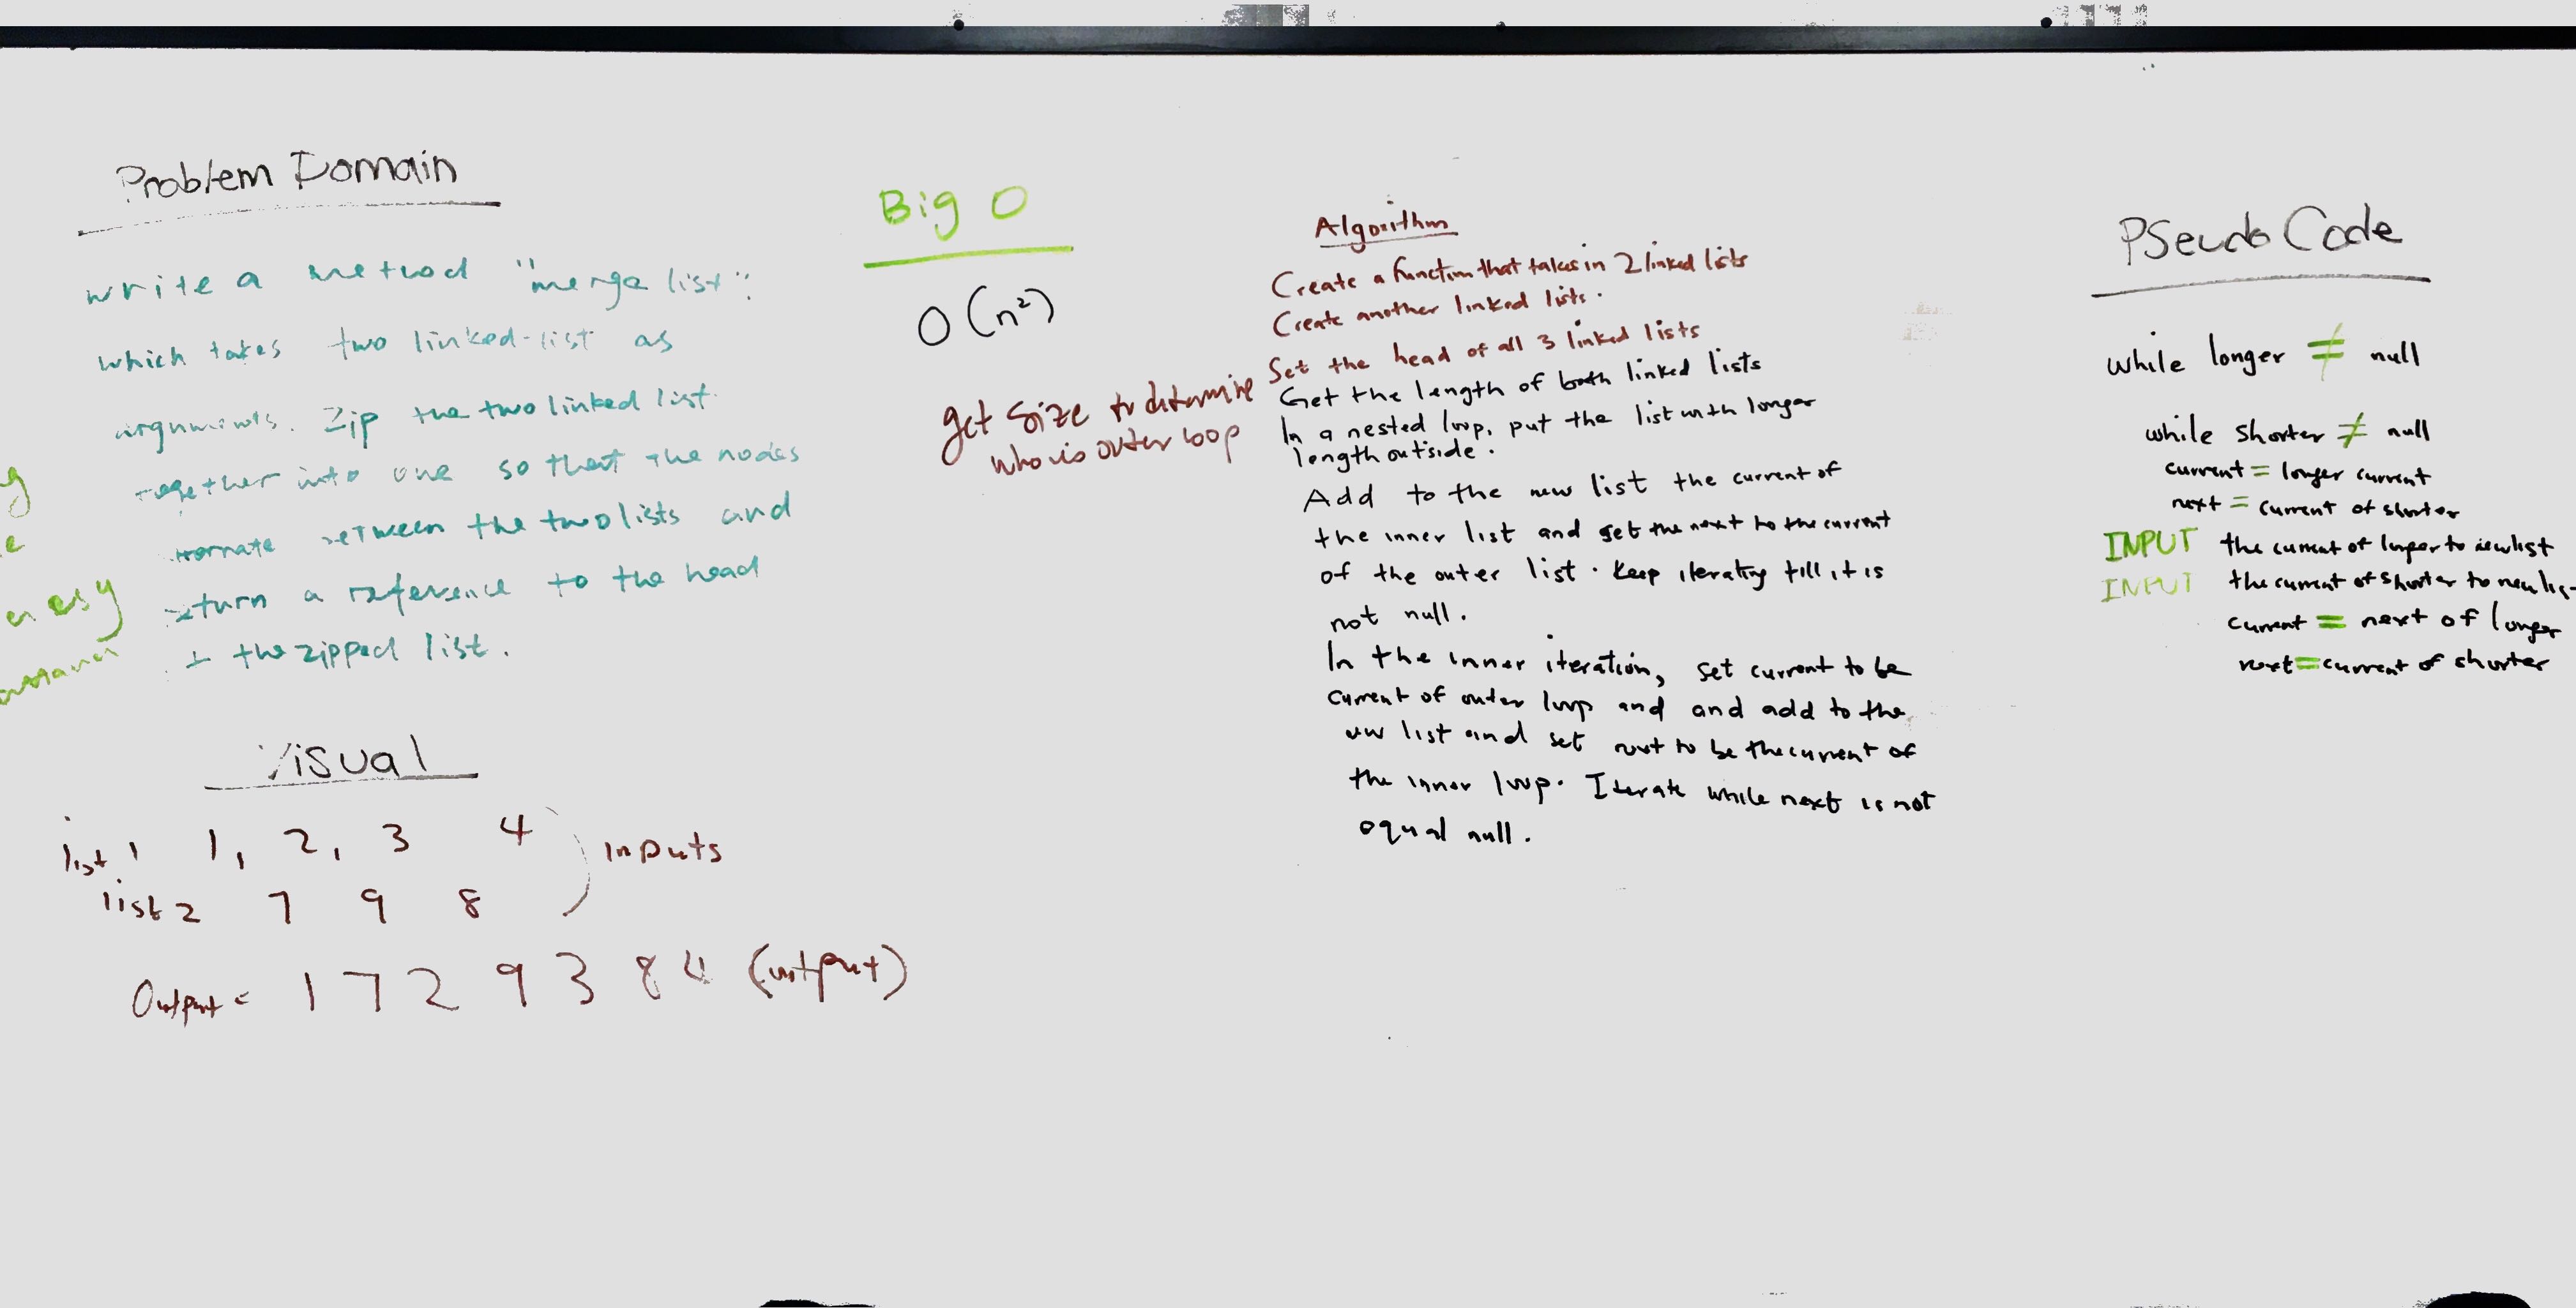 Problem Domain
write a method "merge list":
which takes two linked-list as
arguments. Zip the two linked list
together into one so that the nodes
ternate between the two lists and
eturn a reference to the head
the zipped list.
Visual
list 1 1, 2, 3 4
list 2 7 9 8
inputs
Output = 1 7 2 9 3 8 4 (output)
easy
Big O
O(n²)
get size to determine
who is outer loop
Algorithm
Create a function that takes in 2 linked lists
Create another linked lists.
Set the head of all 3 linked lists
Get the length of both linked lists
In a nested loop, put the list with longer
length outside.
Add to the new list the current of
the inner list and set the next to the current
of the outer list. Keep iterating till it is
not null.
In the inner iteration, set current to be
current of outer loop and and add to the
new list and set next to be the current of
the inner loop. Iterate while next is not
equal null.
PSeudo Code
while longer ≠ null
while shorter ≠ null
current = longer current
next = current of shorter
INPUT the current of longer to newlist
INPUT the current of shorter to new list
current = next of longer
next = current of shorter